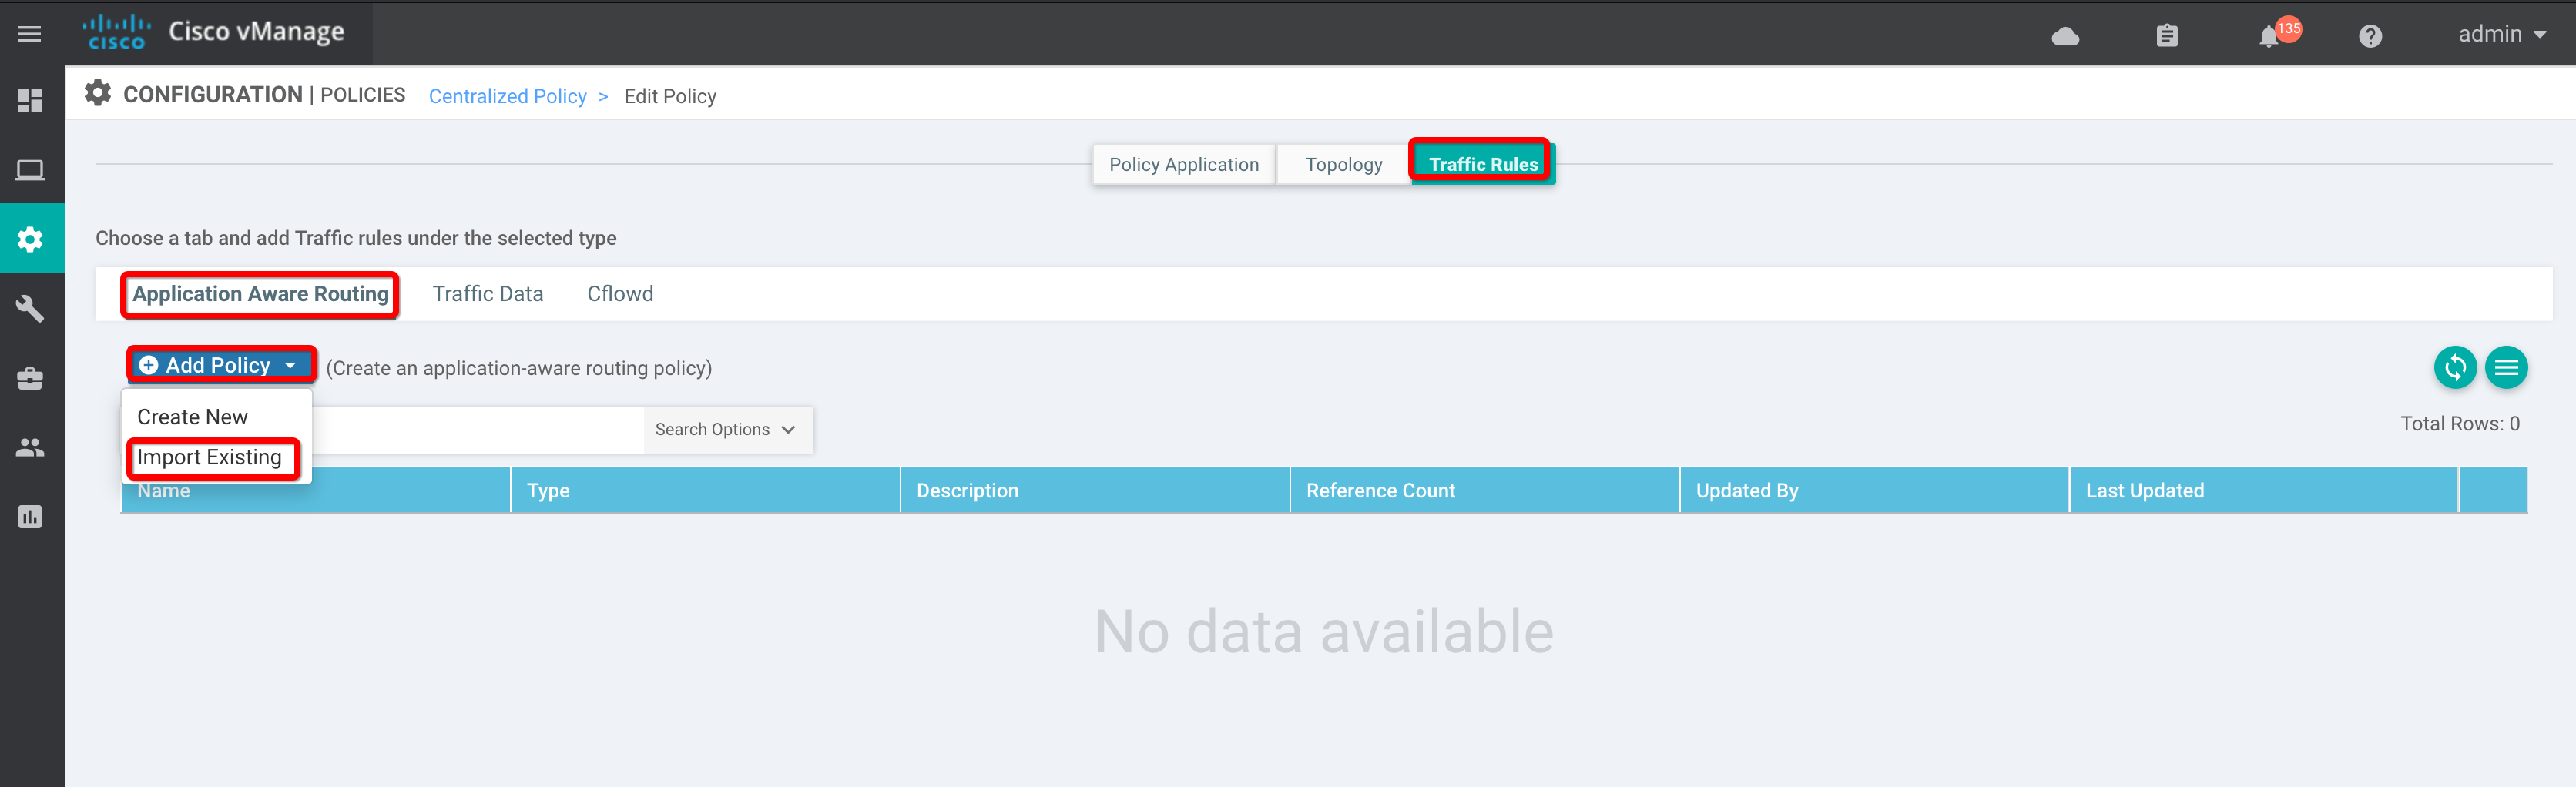 CISCO
Cisco vManage
135
admin
CONFIGURATION | POLICIES
Centralized Policy > Edit Policy
Policy Application
Topology
Traffic Rules
Choose a tab and add Traffic rules under the selected type
Application Aware Routing
Traffic Data
Cflowd
Add Policy
(Create an application-aware routing policy)
Create New
Import Existing
Search Options
Total Rows: 0
Name
Type
Description
Reference Count
Updated By
Last Updated
No data available